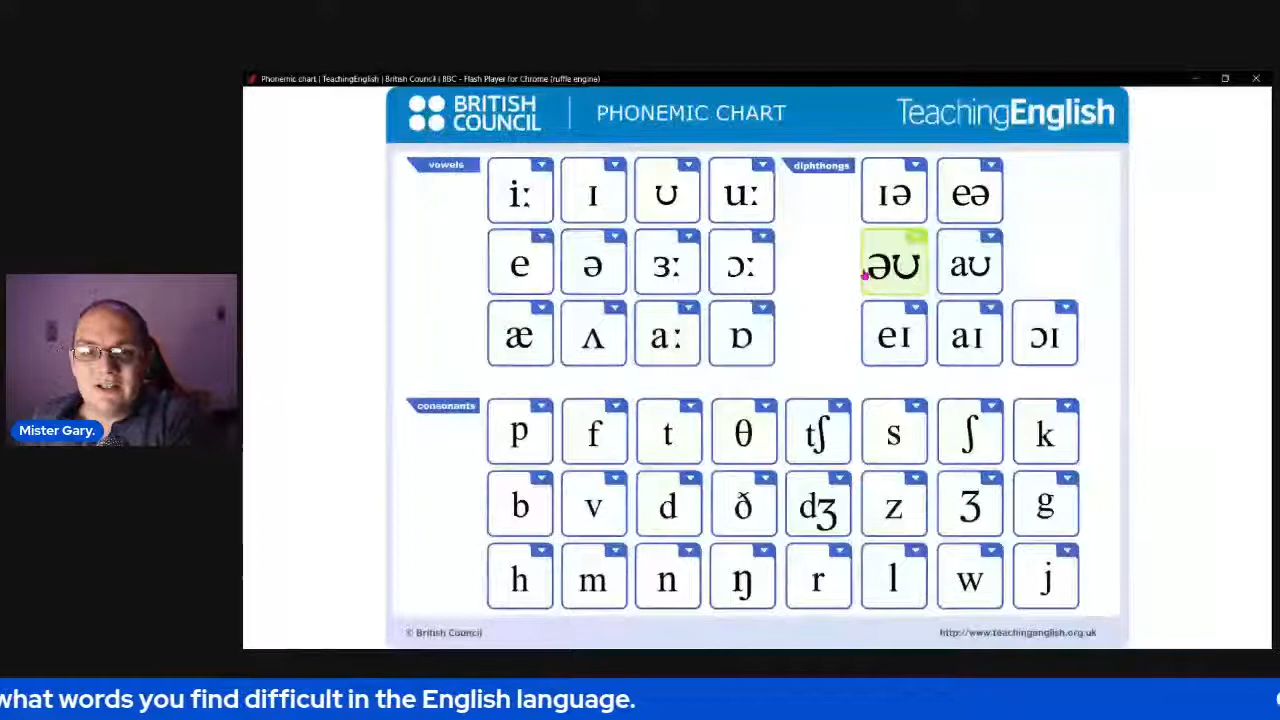 Phonemic chart | TeachingEnglish | British Council | BBC - Flash Player for Chrome (ruffle engine)
BRITISH COUNCIL
PHONEMIC CHART
TeachingEnglish
vowels
diphthongs
iː ɪ ʊ uː ɪə eə
e ə ɜː ɔː əʊ aʊ
æ ʌ aː ɒ eɪ aɪ ɔɪ
consonants
p f t θ tʃ s ʃ k
b v d ð dʒ z ʒ g
h m n ŋ r l w j
© British Council
http://www.teachingenglish.org.uk
Mister Gary.
what words you find difficult in the English language.